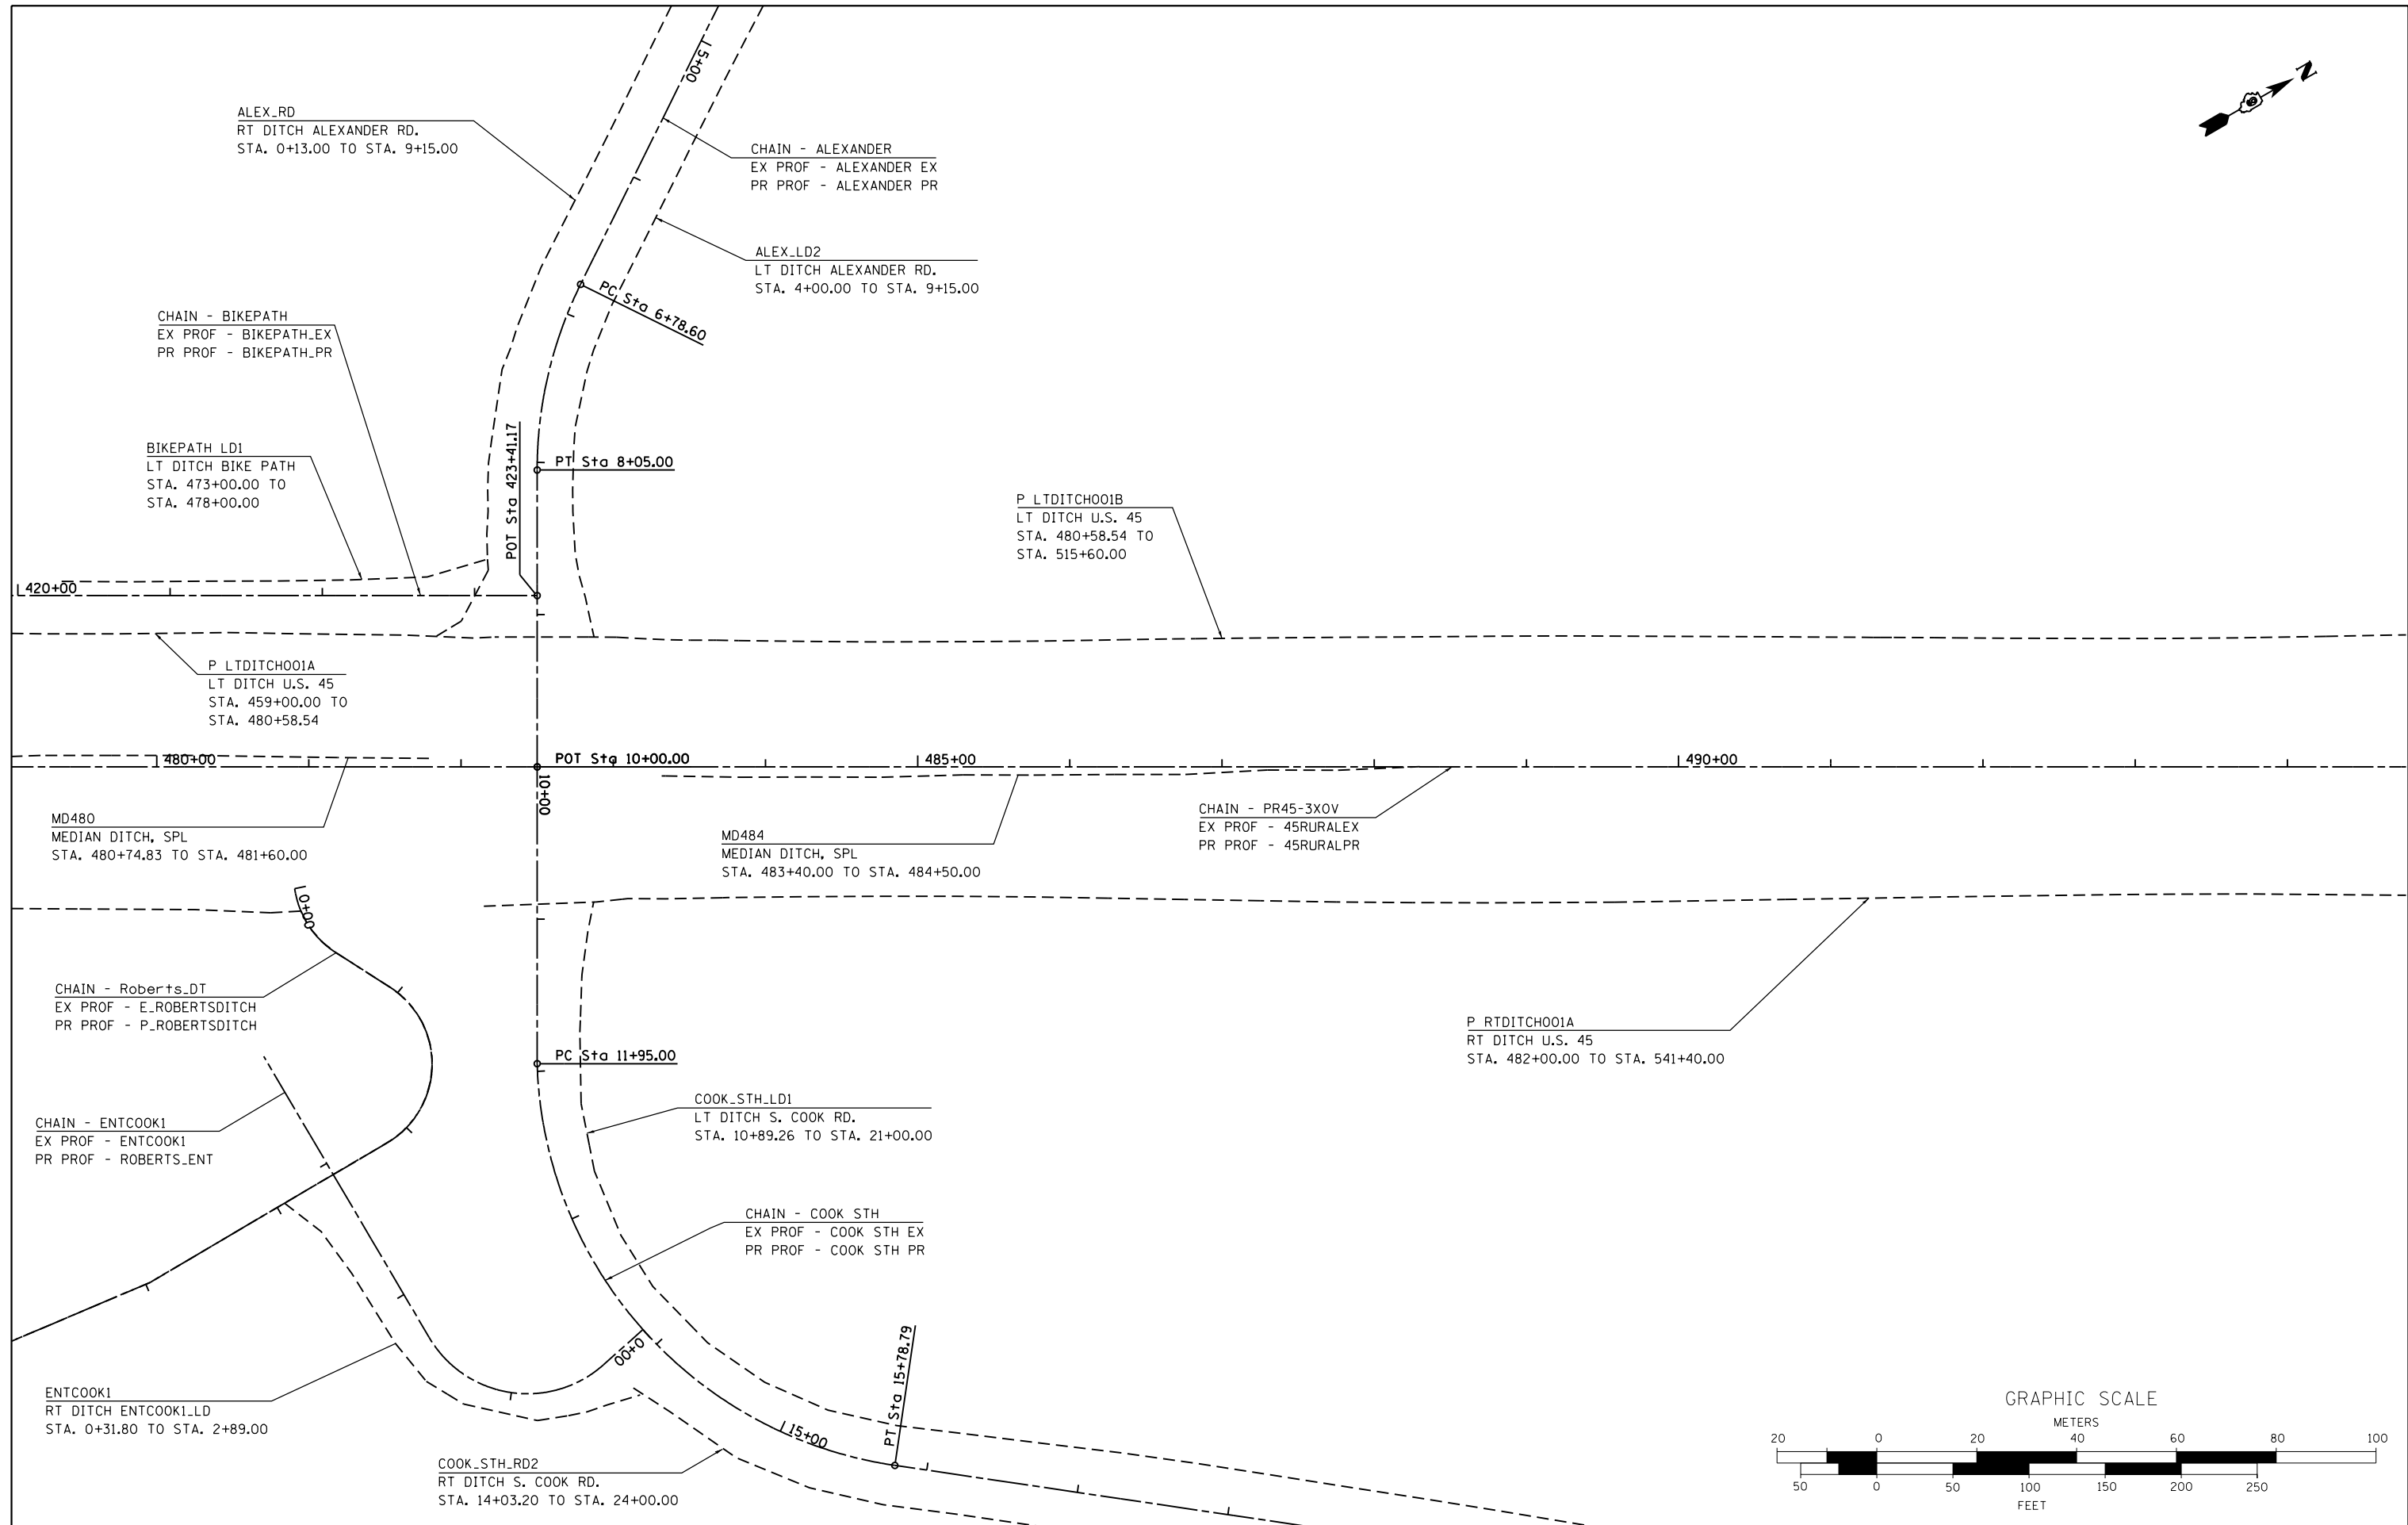 5+00
N
ALEX_RD
RT DITCH ALEXANDER RD.
STA. 0+13.00 TO STA. 9+15.00
CHAIN - ALEXANDER
EX PROF - ALEXANDER EX
PR PROF - ALEXANDER PR
ALEX_LD2
LT DITCH ALEXANDER RD.
STA. 4+00.00 TO STA. 9+15.00
PC Sta 6+78.60
CHAIN - BIKEPATH
EX PROF - BIKEPATH_EX
PR PROF - BIKEPATH_PR
BIKEPATH LD1
LT DITCH BIKE PATH
STA. 473+00.00 TO
STA. 478+00.00
POT Sta 423+41.17
PT Sta 8+05.00
P LTDITCH001B
LT DITCH U.S. 45
STA. 480+58.54 TO
STA. 515+60.00
420+00
P LTDITCH001A
LT DITCH U.S. 45
STA. 459+00.00 TO
STA. 480+58.54
480+00
POT Sta 10+00.00
485+00
490+00
10+00
MD480
MEDIAN DITCH, SPL
STA. 480+74.83 TO STA. 481+60.00
MD484
MEDIAN DITCH, SPL
STA. 483+40.00 TO STA. 484+50.00
CHAIN - PR45-3XOV
EX PROF - 45RURALEX
PR PROF - 45RURALPR
0+00
CHAIN - Roberts_DT
EX PROF - E_ROBERTSDITCH
PR PROF - P_ROBERTSDITCH
P RTDITCH001A
RT DITCH U.S. 45
STA. 482+00.00 TO STA. 541+40.00
PC Sta 11+95.00
COOK_STH_LD1
LT DITCH S. COOK RD.
STA. 10+89.26 TO STA. 21+00.00
CHAIN - ENTCOOK1
EX PROF - ENTCOOK1
PR PROF - ROBERTS_ENT
CHAIN - COOK STH
EX PROF - COOK STH EX
PR PROF - COOK STH PR
0+00
PT Sta 15+78.79
15+00
ENTCOOK1
RT DITCH ENTCOOK1_LD
STA. 0+31.80 TO STA. 2+89.00
COOK_STH_RD2
RT DITCH S. COOK RD.
STA. 14+03.20 TO STA. 24+00.00
GRAPHIC SCALE
METERS
20 0 20 40 60 80 100
50 0 50 100 150 200 250
FEET